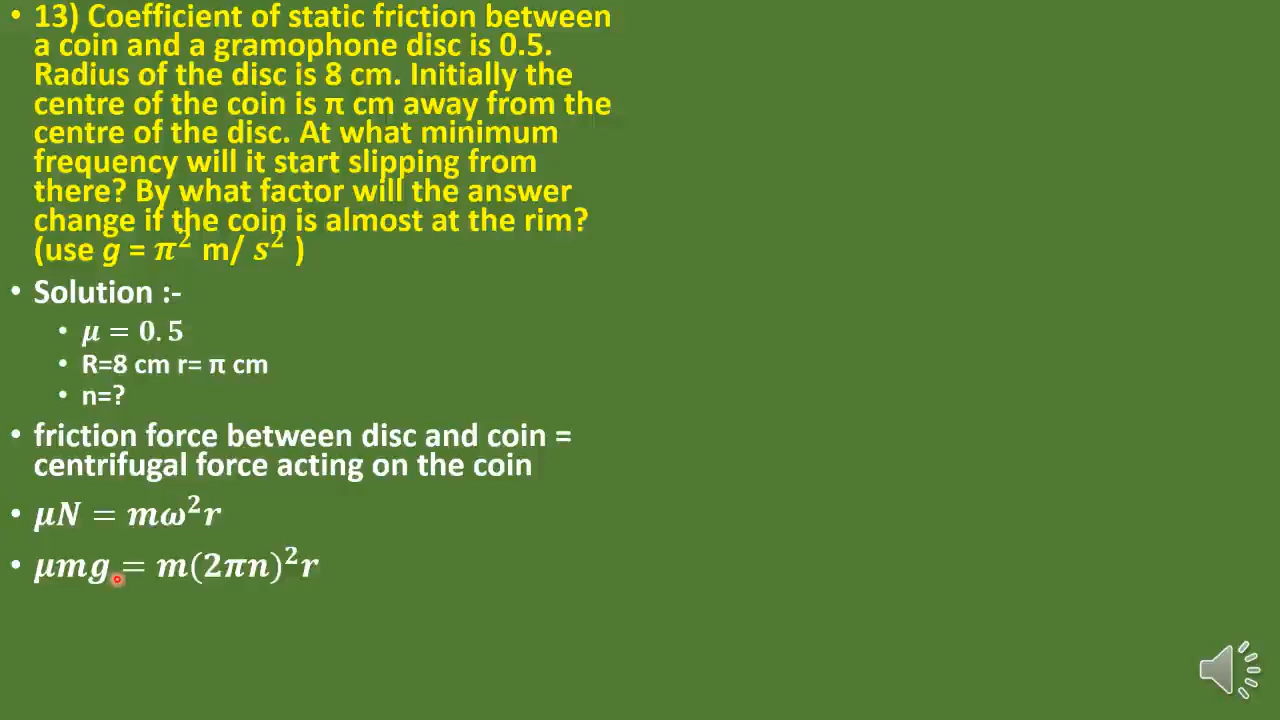 • 13) Coefficient of static friction between
a coin and a gramophone disc is 0.5.
Radius of the disc is 8 cm. Initially the
centre of the coin is π cm away from the
centre of the disc. At what minimum
frequency will it start slipping from
there? By what factor will the answer
change if the coin is almost at the rim?
(use g = π² m/ s² )
• Solution :-
• μ = 0.5
• R=8 cm r= π cm
• n=?
• friction force between disc and coin =
centrifugal force acting on the coin
• μN = mω²r
• μmg = m(2πn)²r